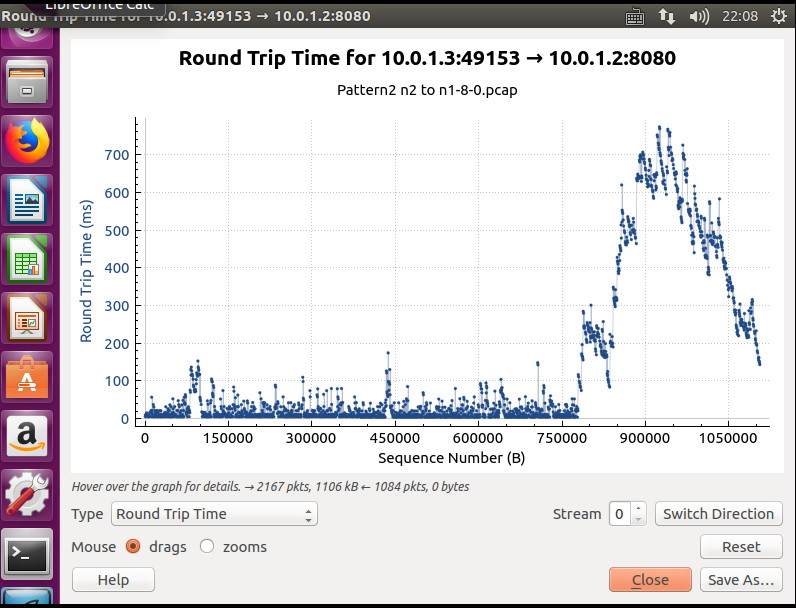 LibreOffice Calc
Round Trip Time for 10.0.1.3:49153 → 10.0.1.2:8080
22:08
Round Trip Time for 10.0.1.3:49153 → 10.0.1.2:8080
Pattern2 n2 to n1-8-0.pcap
Round Trip Time (ms)
700
600
500
400
300
200
100
0
0 150000 300000 450000 600000 750000 900000 1050000
Sequence Number (B)
Hover over the graph for details. → 2167 pkts, 1106 kB ← 1084 pkts, 0 bytes
Type Round Trip Time Stream 0 Switch Direction
Mouse drags zooms Reset
Help Close Save As...